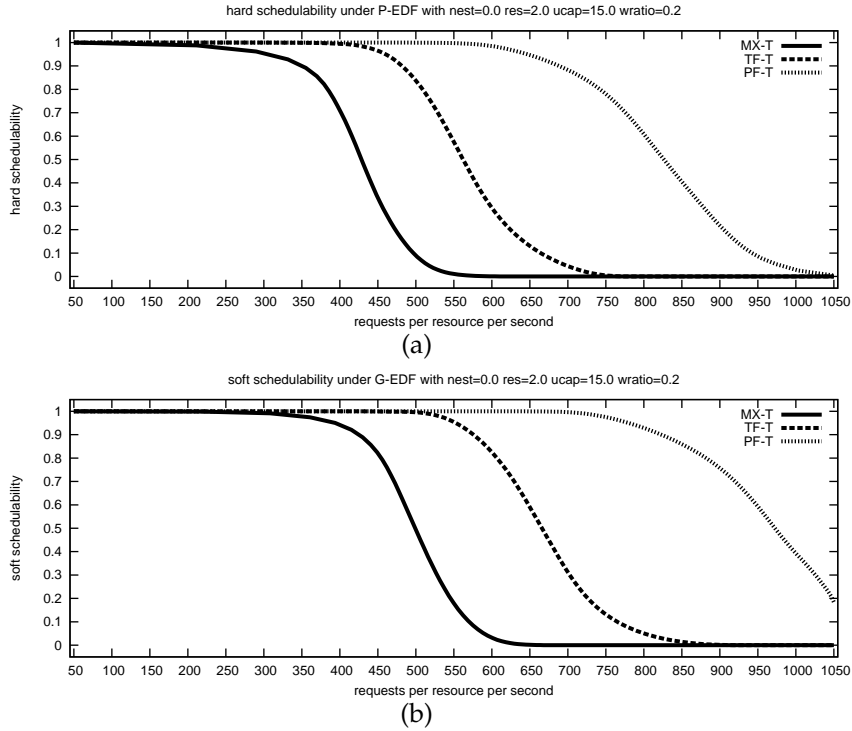 hard schedulability under P-EDF with nest=0.0 res=2.0 ucap=15.0 wratio=0.2
1
0.9
0.8
0.7
0.6
0.5
0.4
0.3
0.2
0.1
0
hard schedulability
MX-T
TF-T
PF-T
50 100 150 200 250 300 350 400 450 500 550 600 650 700 750 800 850 900 950 1000 1050
requests per resource per second
(a)
soft schedulability under G-EDF with nest=0.0 res=2.0 ucap=15.0 wratio=0.2
1
0.9
0.8
0.7
0.6
0.5
0.4
0.3
0.2
0.1
0
soft schedulability
MX-T
TF-T
PF-T
50 100 150 200 250 300 350 400 450 500 550 600 650 700 750 800 850 900 950 1000 1050
requests per resource per second
(b)